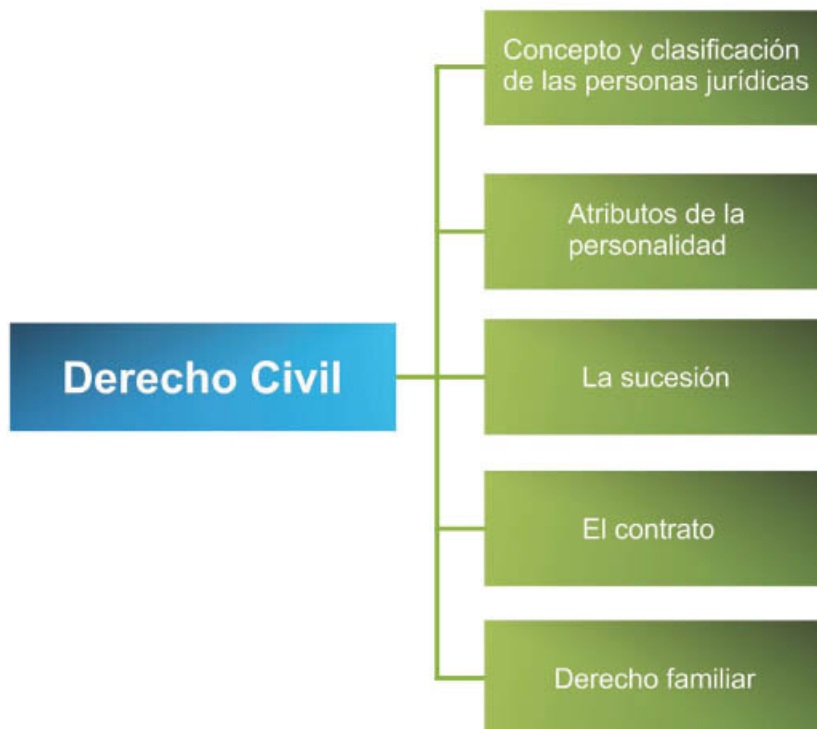 Derecho Civil
Concepto y clasificación
de las personas jurídicas
Atributos de la
personalidad
La sucesión
El contrato
Derecho familiar